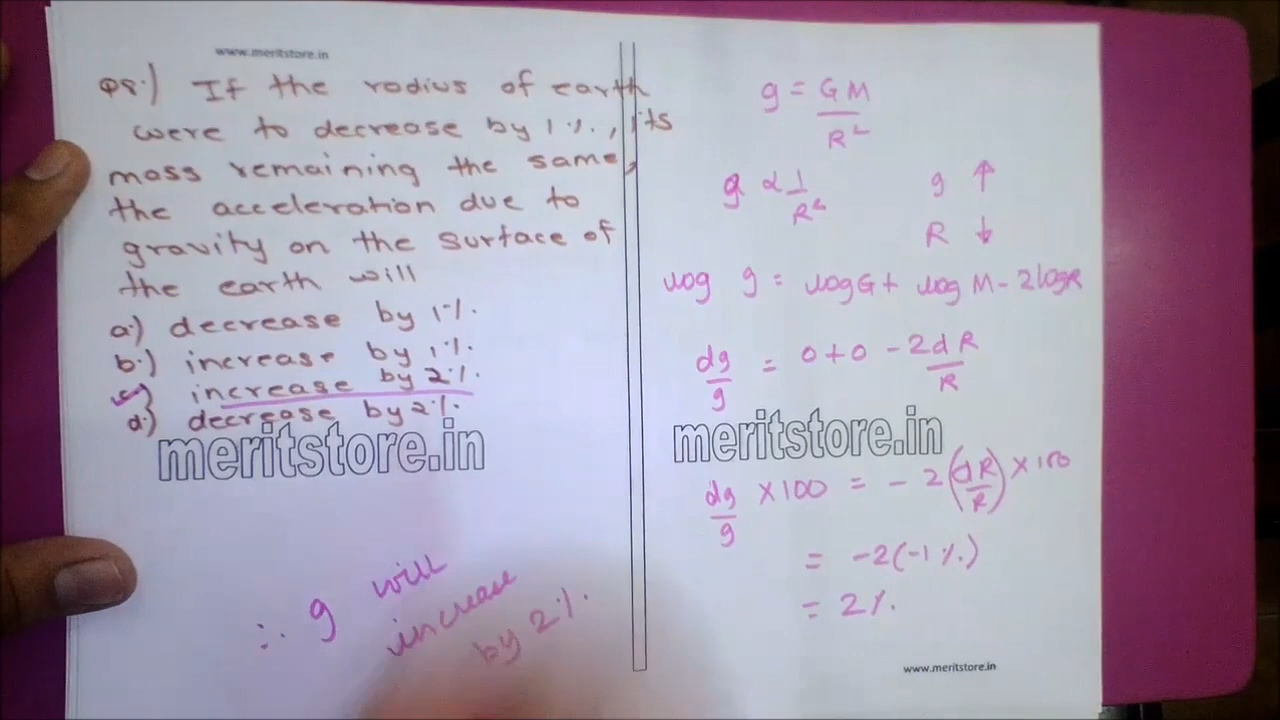 www.meritstore.in
Q8.) If the radius of earth
were to decrease by 1%., its
mass remaining the same,
the acceleration due to
gravity on the surface of
the earth will
a.) decrease by 1%.
b.) increase by 1%.
c.) increase by 2%.
d.) decrease by 2%.
meritstore.in
∴ g will
increase
by 2%.
g = GM
R²
g ∝ 1
R²
g ↑
R ↓
log g = log G + log M - 2 log R
dg/g = 0 + 0 - 2dR/R
meritstore.in
dg/g × 100 = - 2 (dR/R) × 100
= -2(-1%.)
= 2%.
www.meritstore.in